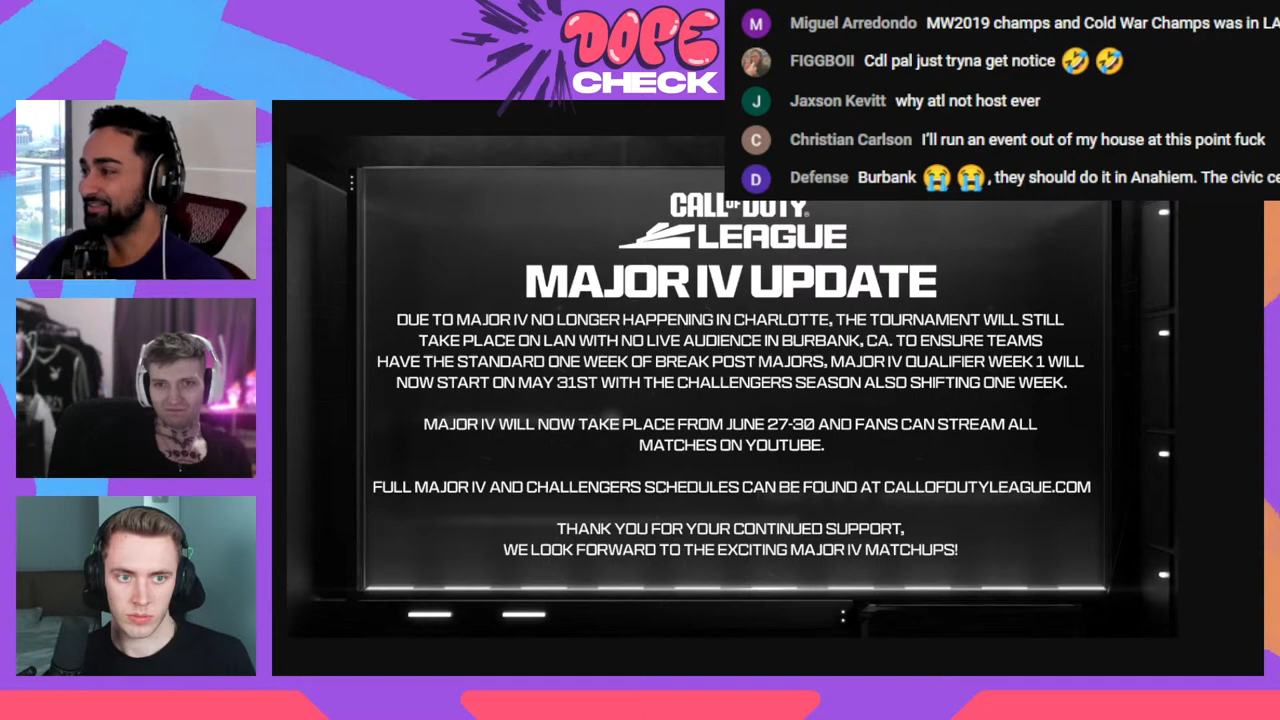 DOPE
CHECK
Miguel Arredondo MW2019 champs and Cold War Champs was in LA
FIGGBOII Cdl pal just tryna get notice 🤣 🤣
Jaxson Kevitt why atl not host ever
Christian Carlson I'll run an event out of my house at this point fuck
Defense Burbank 😭 😭, they should do it in Anahiem. The civic ce
M
J
C
D
CALL OF DUTY®
LEAGUE
MAJOR IV UPDATE
DUE TO MAJOR IV NO LONGER HAPPENING IN CHARLOTTE, THE TOURNAMENT WILL STILL
TAKE PLACE ON LAN WITH NO LIVE AUDIENCE IN BURBANK, CA. TO ENSURE TEAMS
HAVE THE STANDARD ONE WEEK OF BREAK POST MAJORS, MAJOR IV QUALIFIER WEEK 1 WILL
NOW START ON MAY 31ST WITH THE CHALLENGERS SEASON ALSO SHIFTING ONE WEEK.
MAJOR IV WILL NOW TAKE PLACE FROM JUNE 27-30 AND FANS CAN STREAM ALL
MATCHES ON YOUTUBE.
FULL MAJOR IV AND CHALLENGERS SCHEDULES CAN BE FOUND AT CALLOFDUTYLEAGUE.COM
THANK YOU FOR YOUR CONTINUED SUPPORT,
WE LOOK FORWARD TO THE EXCITING MAJOR IV MATCHUPS!